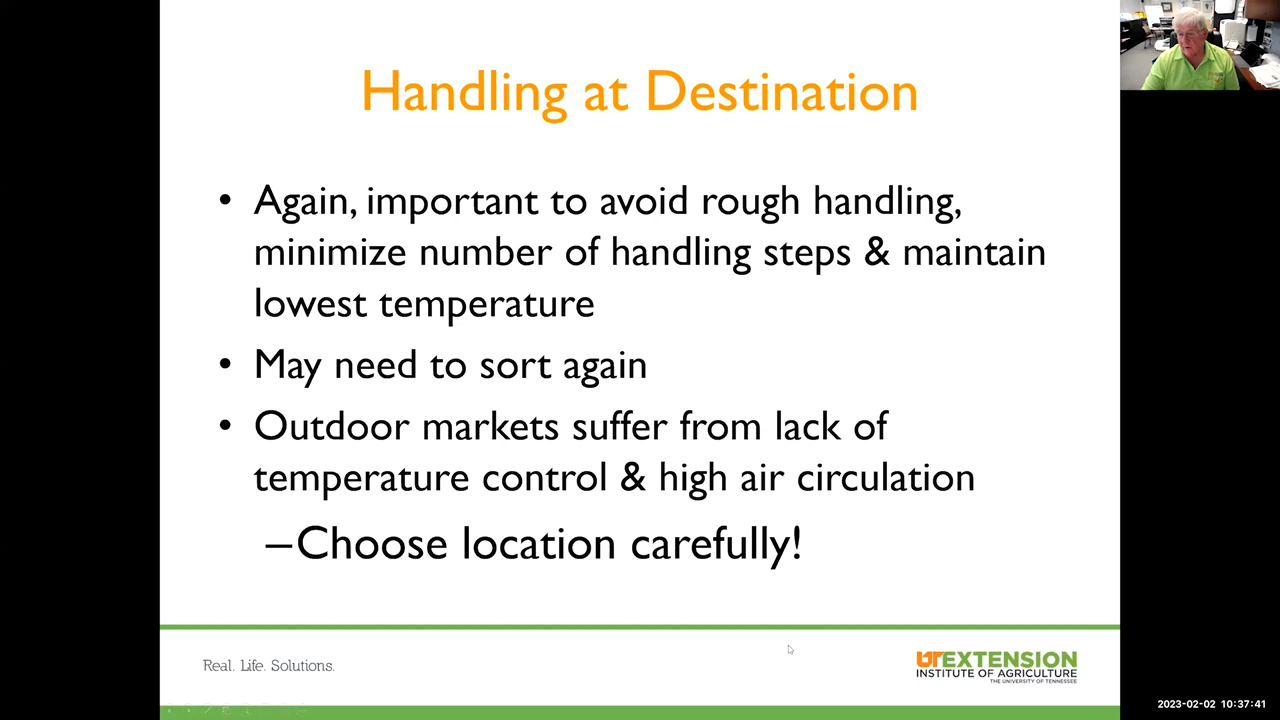 Handling at Destination
• Again, important to avoid rough handling,
minimize number of handling steps & maintain
lowest temperature
• May need to sort again
• Outdoor markets suffer from lack of
temperature control & high air circulation
–Choose location carefully!
Real. Life. Solutions.
UT EXTENSION
INSTITUTE OF AGRICULTURE
THE UNIVERSITY OF TENNESSEE
2023-02-02 10:37:41